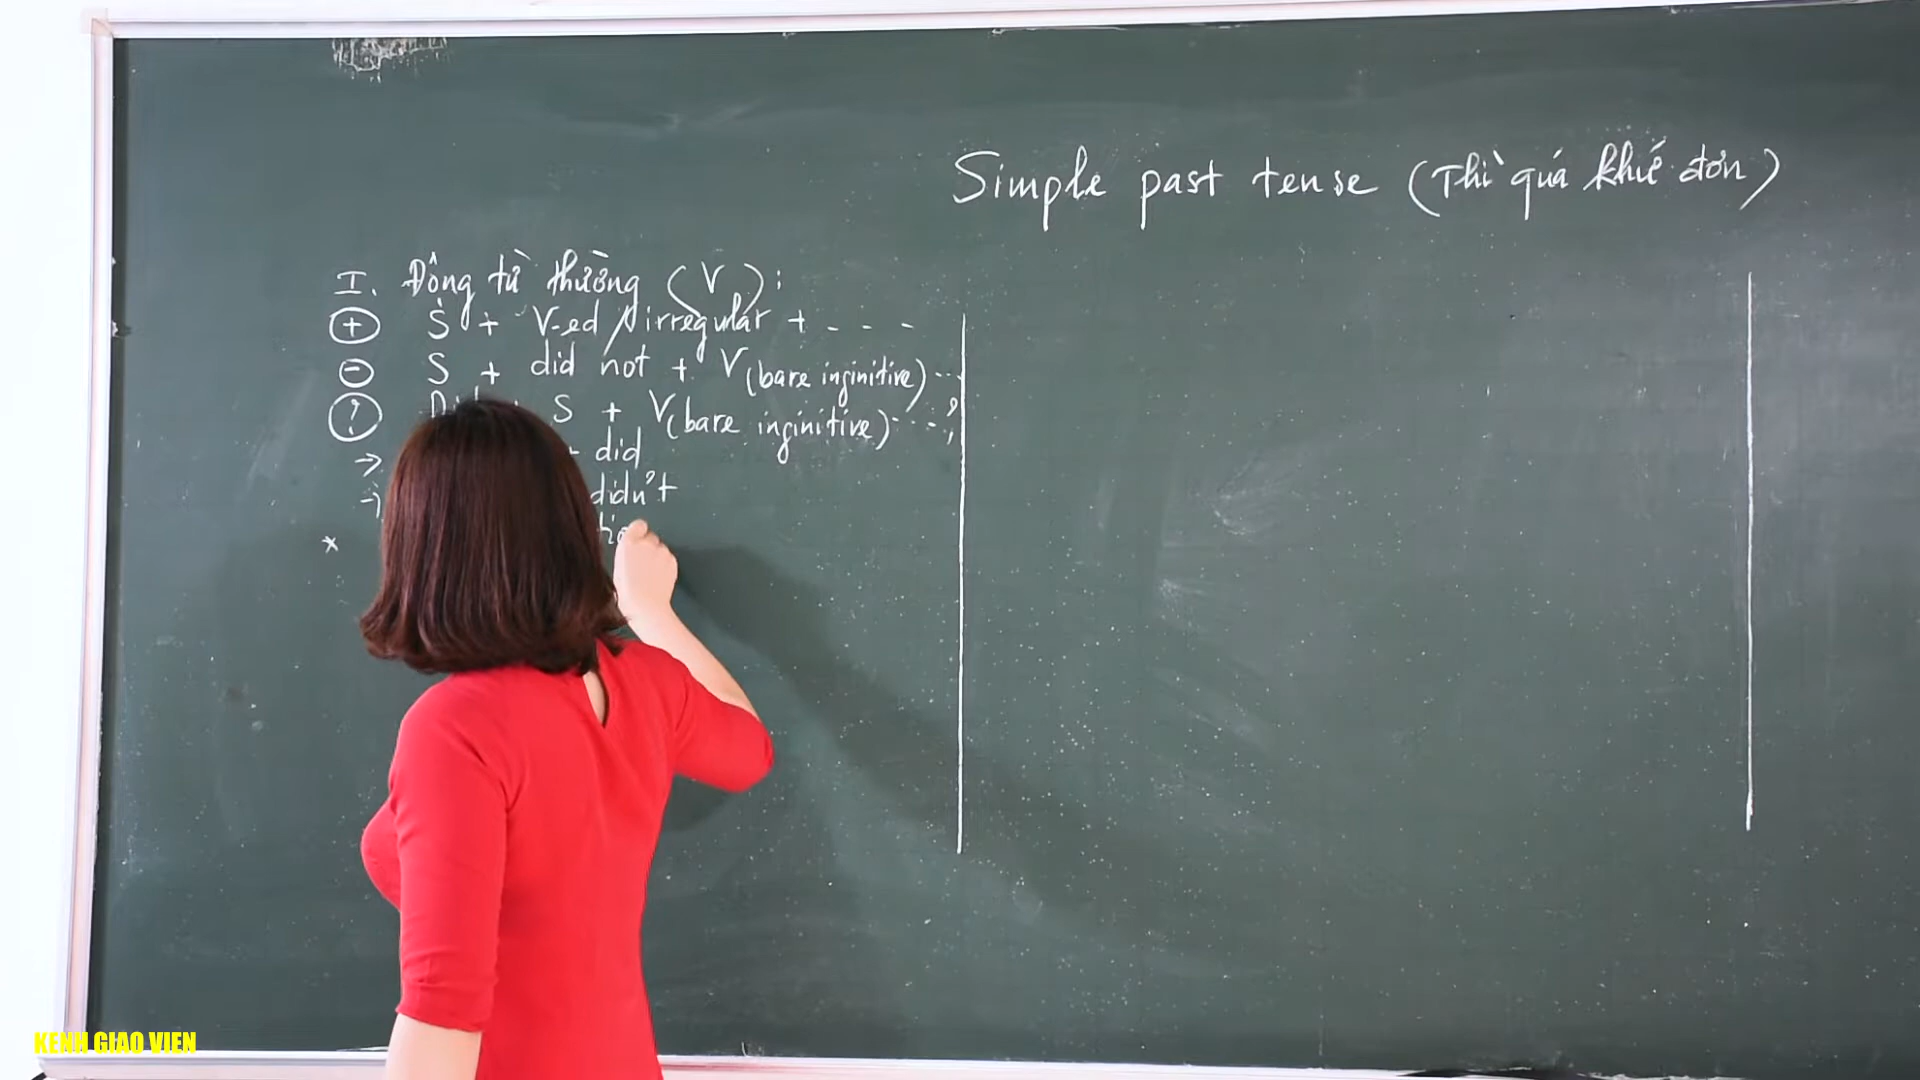 Simple past tense (Thì quá khứ đơn)
I. Động từ thường (V):
+ S + V-ed / irregular + - - -
- S + did not + V (bare infinitive) ...
? S + V (bare infinitive) ... ?
→ did
→ didn't
*
KENH GIAO VIEN